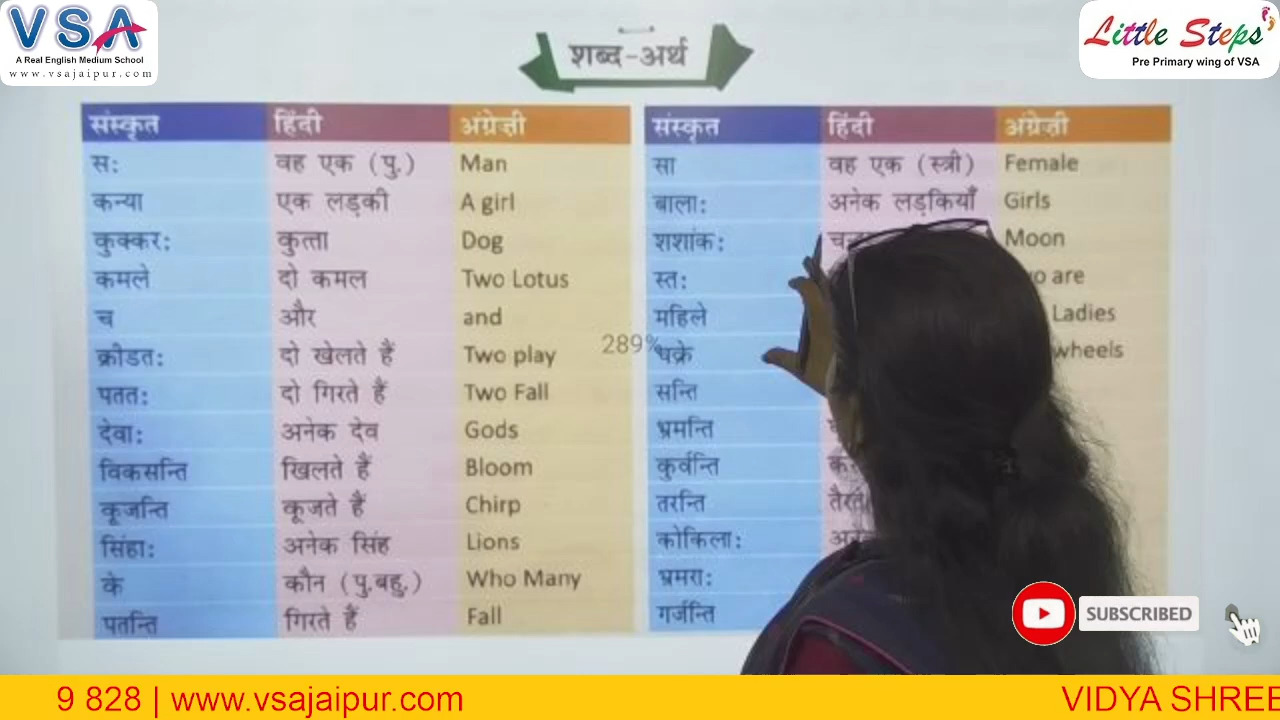 VSA
A Real English Medium School
www.vsajaipur.com
Little Steps
Pre Primary wing of VSA
शब्द-अर्थ
संस्कृत हिंदी अंग्रेज़ी
सः वह एक (पु.) Man
कन्या एक लड़की A girl
कुक्करः कुत्ता Dog
कमले दो कमल Two Lotus
च और and
क्रीडतः दो खेलते हैं Two play
पततः दो गिरते हैं Two Fall
देवाः अनेक देव Gods
विकसन्ति खिलते हैं Bloom
कूजन्ति कूजते हैं Chirp
सिंहाः अनेक सिंह Lions
के कौन (पु.बहु.) Who Many
पतन्ति गिरते हैं Fall
संस्कृत हिंदी अंग्रेज़ी
सा वह एक (स्त्री) Female
बालाः अनेक लड़कियाँ Girls
शशांकः Moon
स्तः are
महिले Ladies
चक्रे wheels
सन्ति
भ्रमन्ति
कुर्वन्ति
तरन्ति
कोकिलाः
भ्रमराः
गर्जन्ति
289%
SUBSCRIBED
9 828 | www.vsajaipur.com
VIDYA SHREE